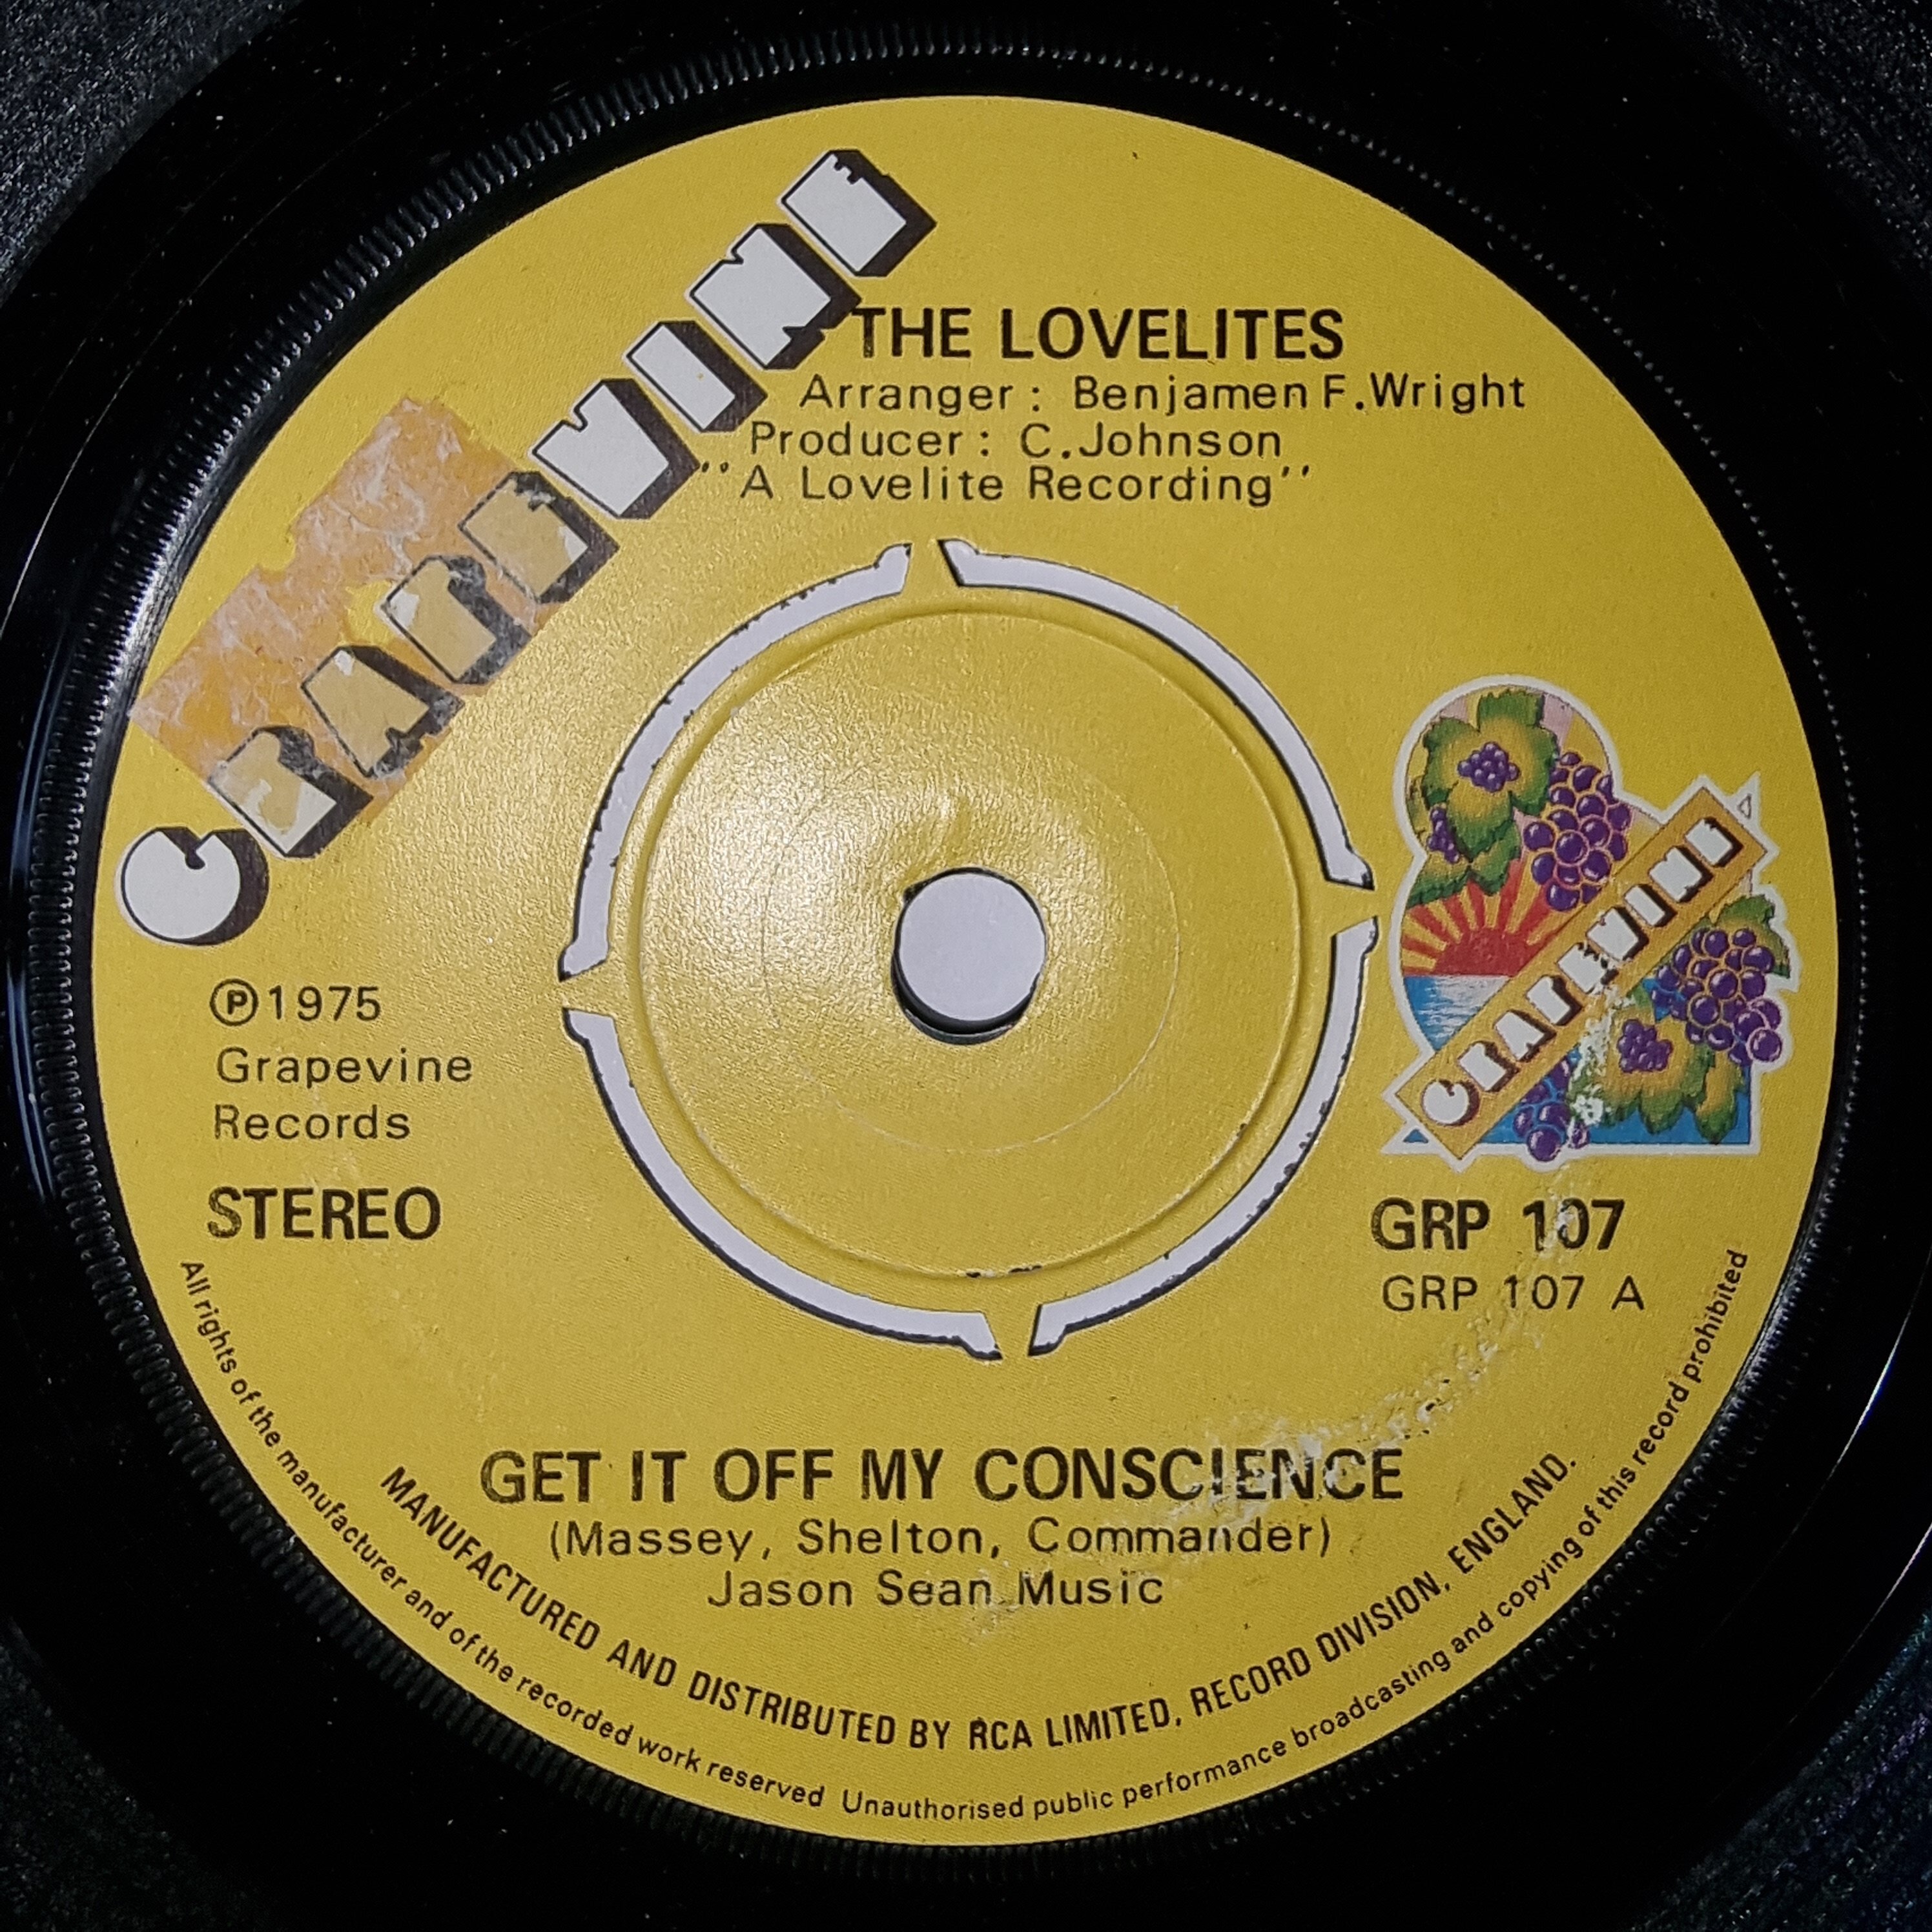 GRAPEVINE
THE LOVELITES
Arranger: Benjamen F. Wright
Producer: C. Johnson
"A Lovelite Recording"
℗1975
Grapevine
Records
STEREO
GRAPEVINE
GRP 107
GRP 107 A
GET IT OFF MY CONSCIENCE
(Massey, Shelton, Commander)
Jason Sean Music
MANUFACTURED AND DISTRIBUTED BY RCA LIMITED, RECORD DIVISION, ENGLAND.
All rights of the manufacturer and of the recorded work reserved Unauthorised public performance broadcasting and copying of this record prohibited